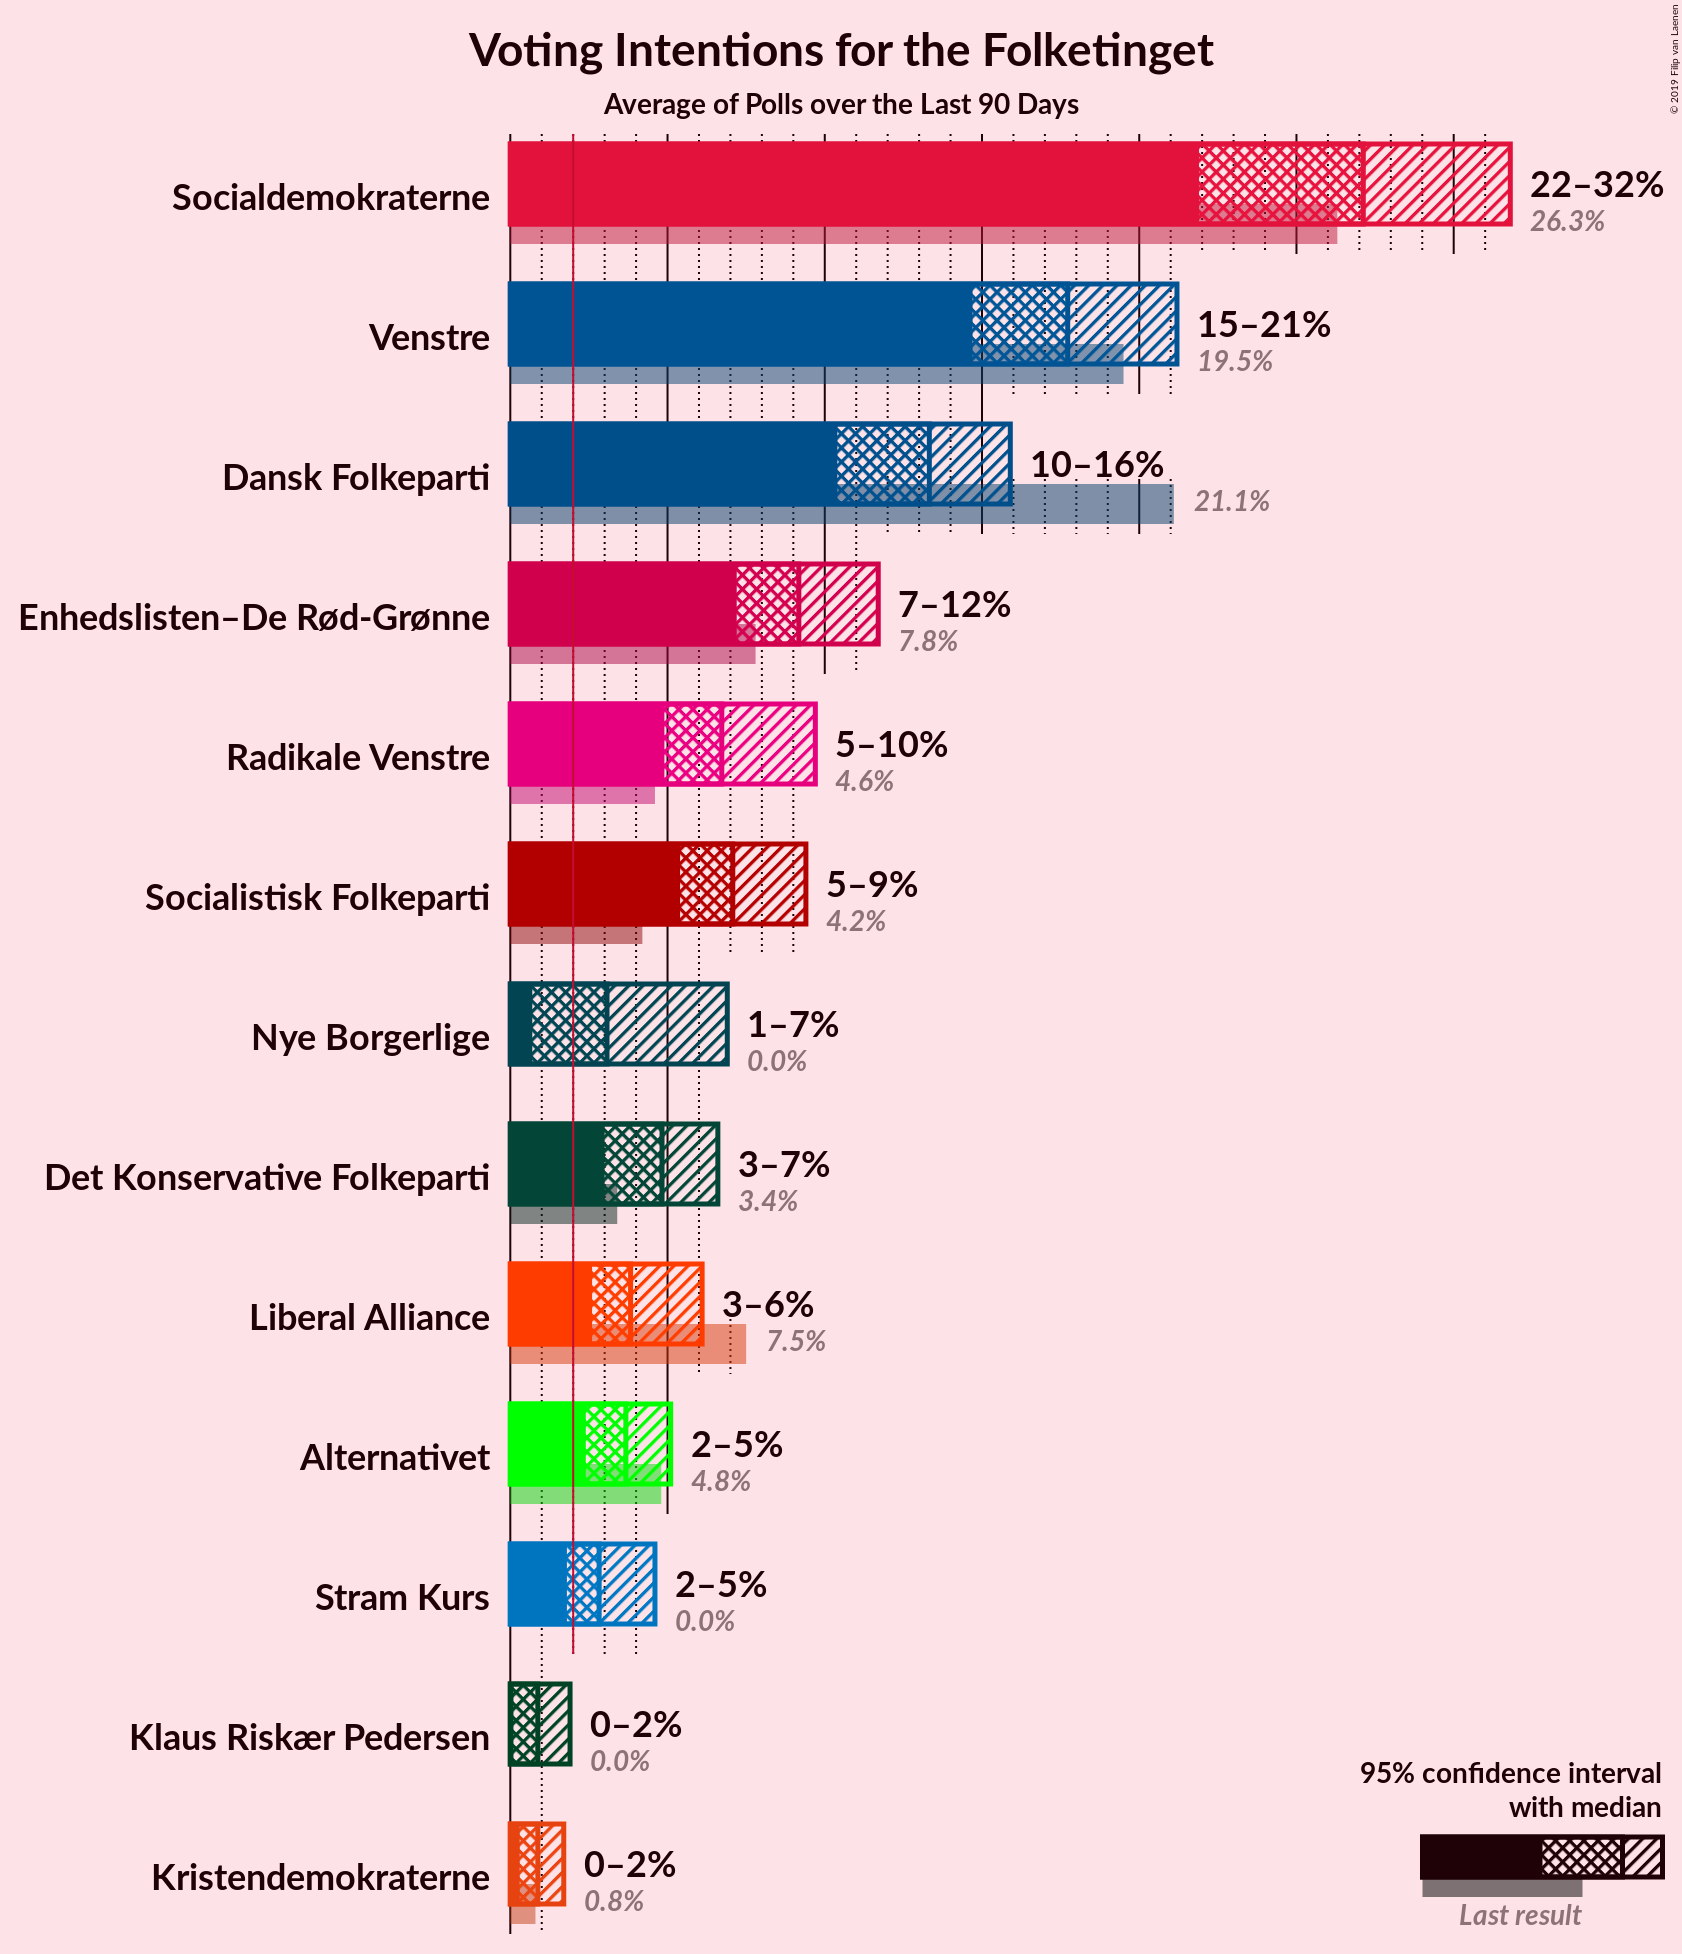 Voting Intentions for the Folketinget
Average of Polls over the Last 90 Days
© 2019 Filip van Laenen
Socialdemokraterne
22–32%
26.3%
Venstre
15–21%
19.5%
Dansk Folkeparti
10–16%
21.1%
Enhedslisten–De Rød-Grønne
7–12%
7.8%
Radikale Venstre
5–10%
4.6%
Socialistisk Folkeparti
5–9%
4.2%
Nye Borgerlige
1–7%
0.0%
Det Konservative Folkeparti
3–7%
3.4%
Liberal Alliance
3–6%
7.5%
Alternativet
2–5%
4.8%
Stram Kurs
2–5%
0.0%
Klaus Riskær Pedersen
0–2%
0.0%
Kristendemokraterne
0–2%
0.8%
95% confidence interval
with median
Last result